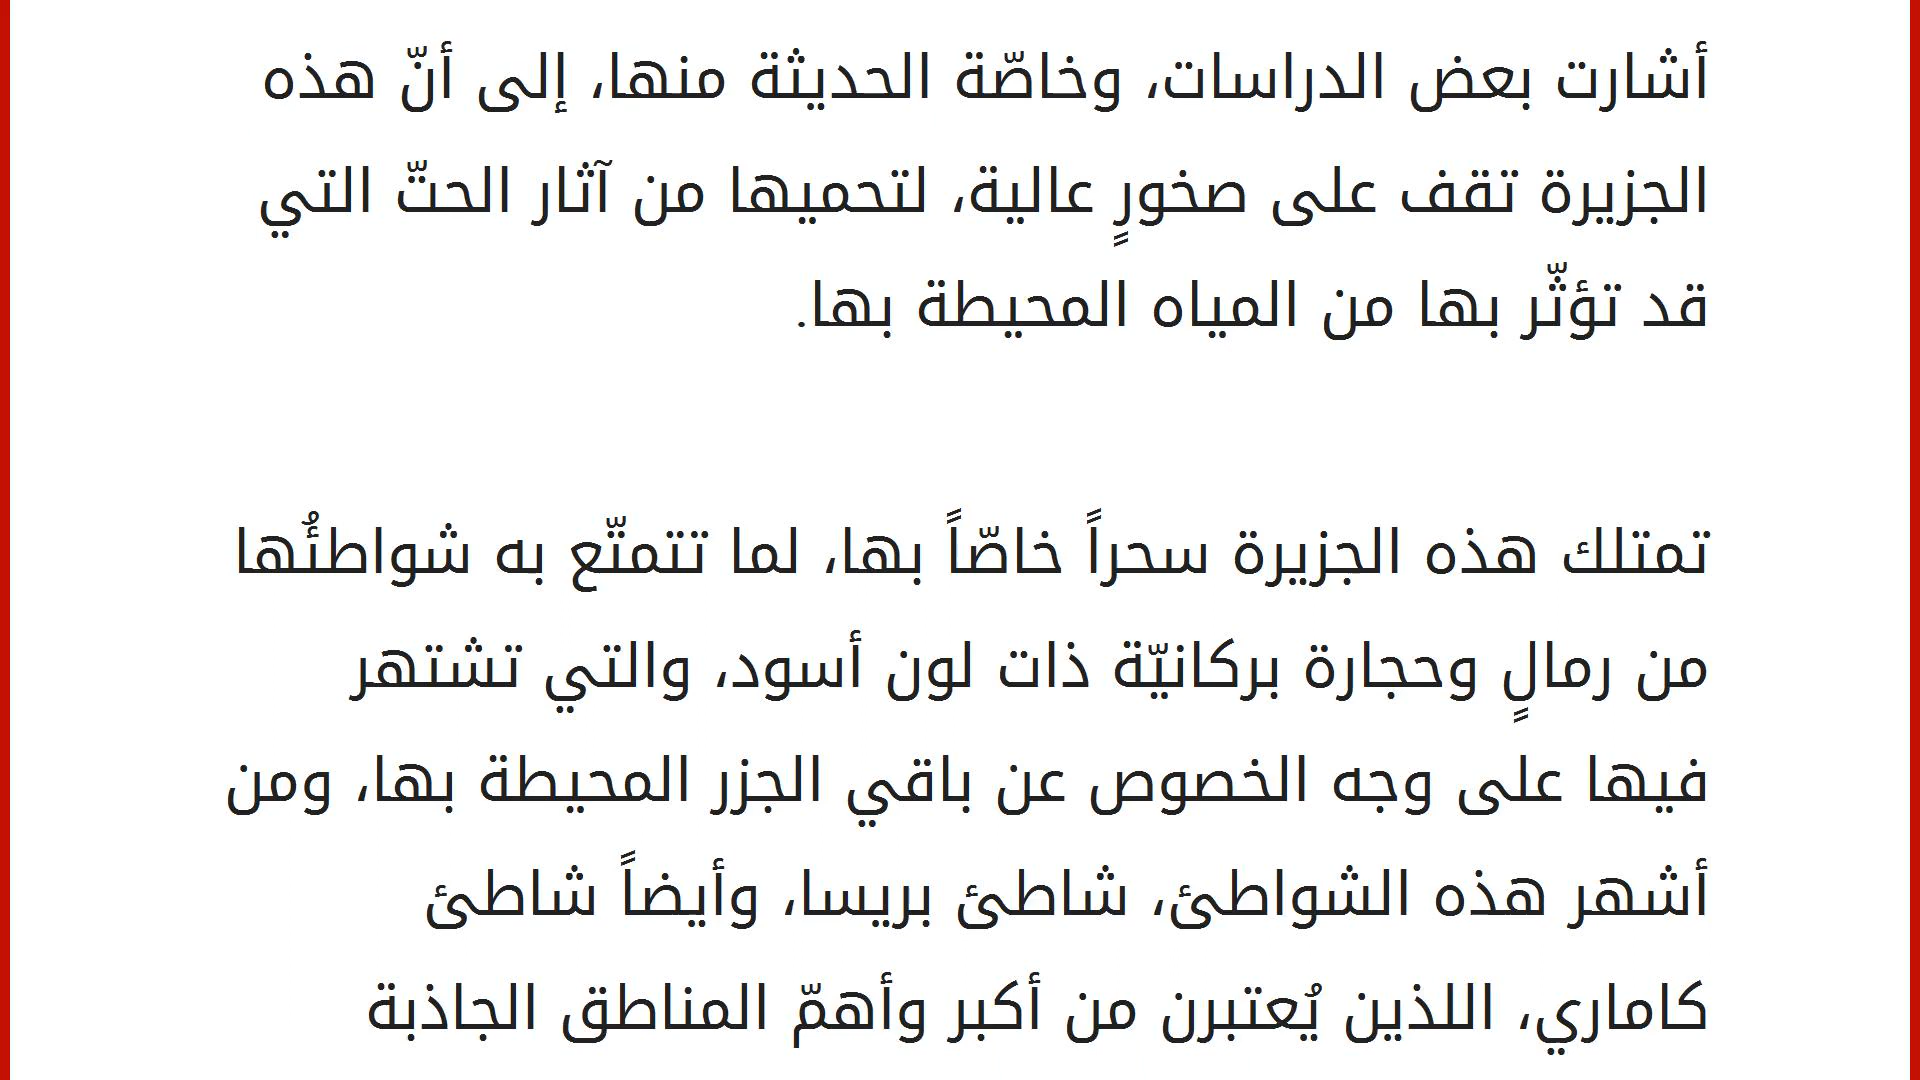 أشارت بعض الدراسات، وخاصّة الحديثة منها، إلى أنّ هذه
الجزيرة تقف على صخورٍ عالية، لتحميها من آثار الحتّ التي
قد تؤثّر بها من المياه المحيطة بها.
تمتلك هذه الجزيرة سحراً خاصّاً بها، لما تتمتّع به شواطئُها
من رمالٍ وحجارة بركانيّة ذات لون أسود، والتي تشتهر
فيها على وجه الخصوص عن باقي الجزر المحيطة بها، ومن
أشهر هذه الشواطئ، شاطئ بريسا، وأيضاً شاطئ
كاماري، اللذين يُعتبرن من أكبر وأهمّ المناطق الجاذبة